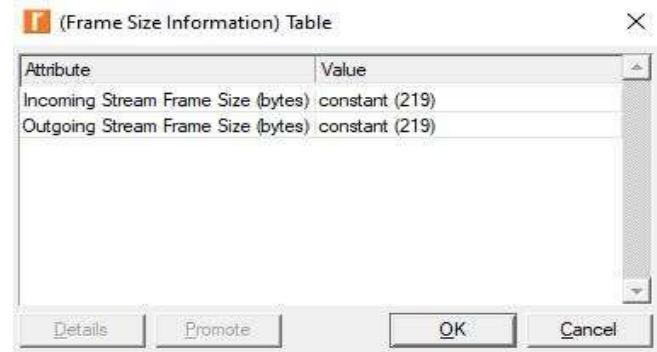 (Frame Size Information) Table
Attribute Value
Incoming Stream Frame Size (bytes) constant (219)
Outgoing Stream Frame Size (bytes) constant (219)
Details Promote OK Cancel